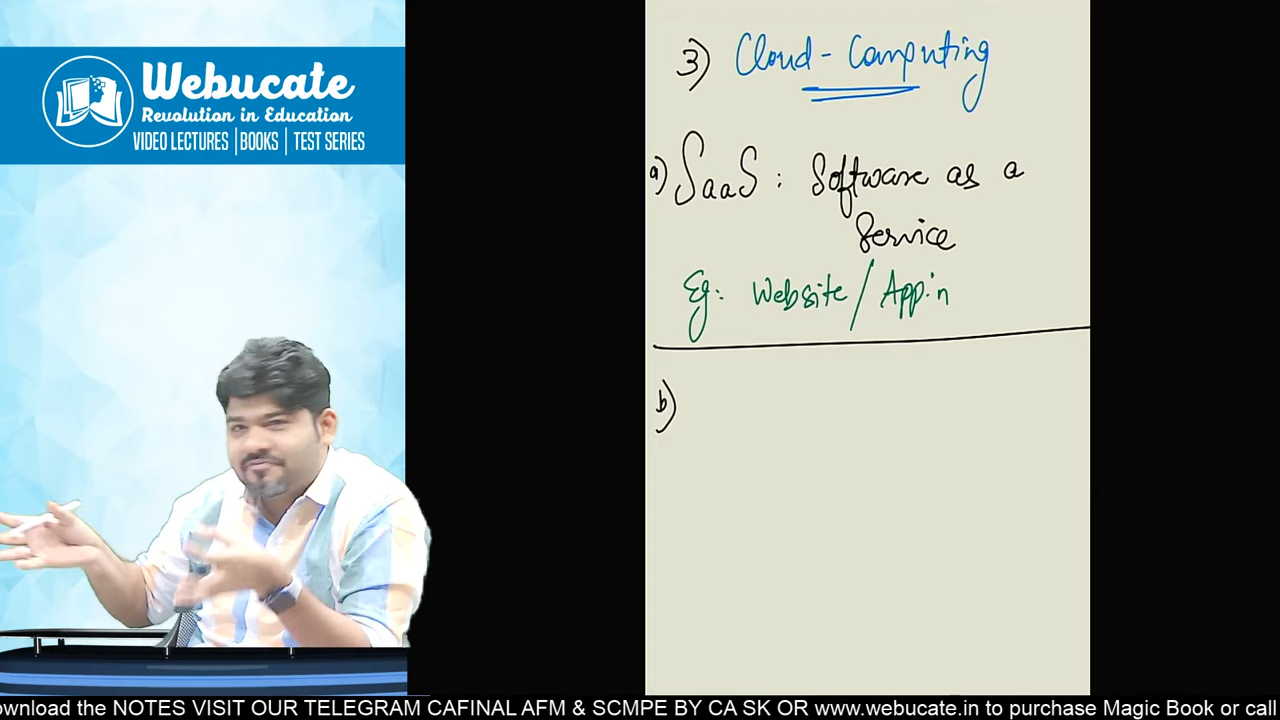 Webucate
Revolution in Education
VIDEO LECTURES | BOOKS | TEST SERIES
3) Cloud - Computing
a) SaaS : Software as a
Service
Eg: Website / App:n
b)
ownload the NOTES VISIT OUR TELEGRAM CAFINAL AFM & SCMPE BY CA SK OR www.webucate.in to purchase Magic Book or call